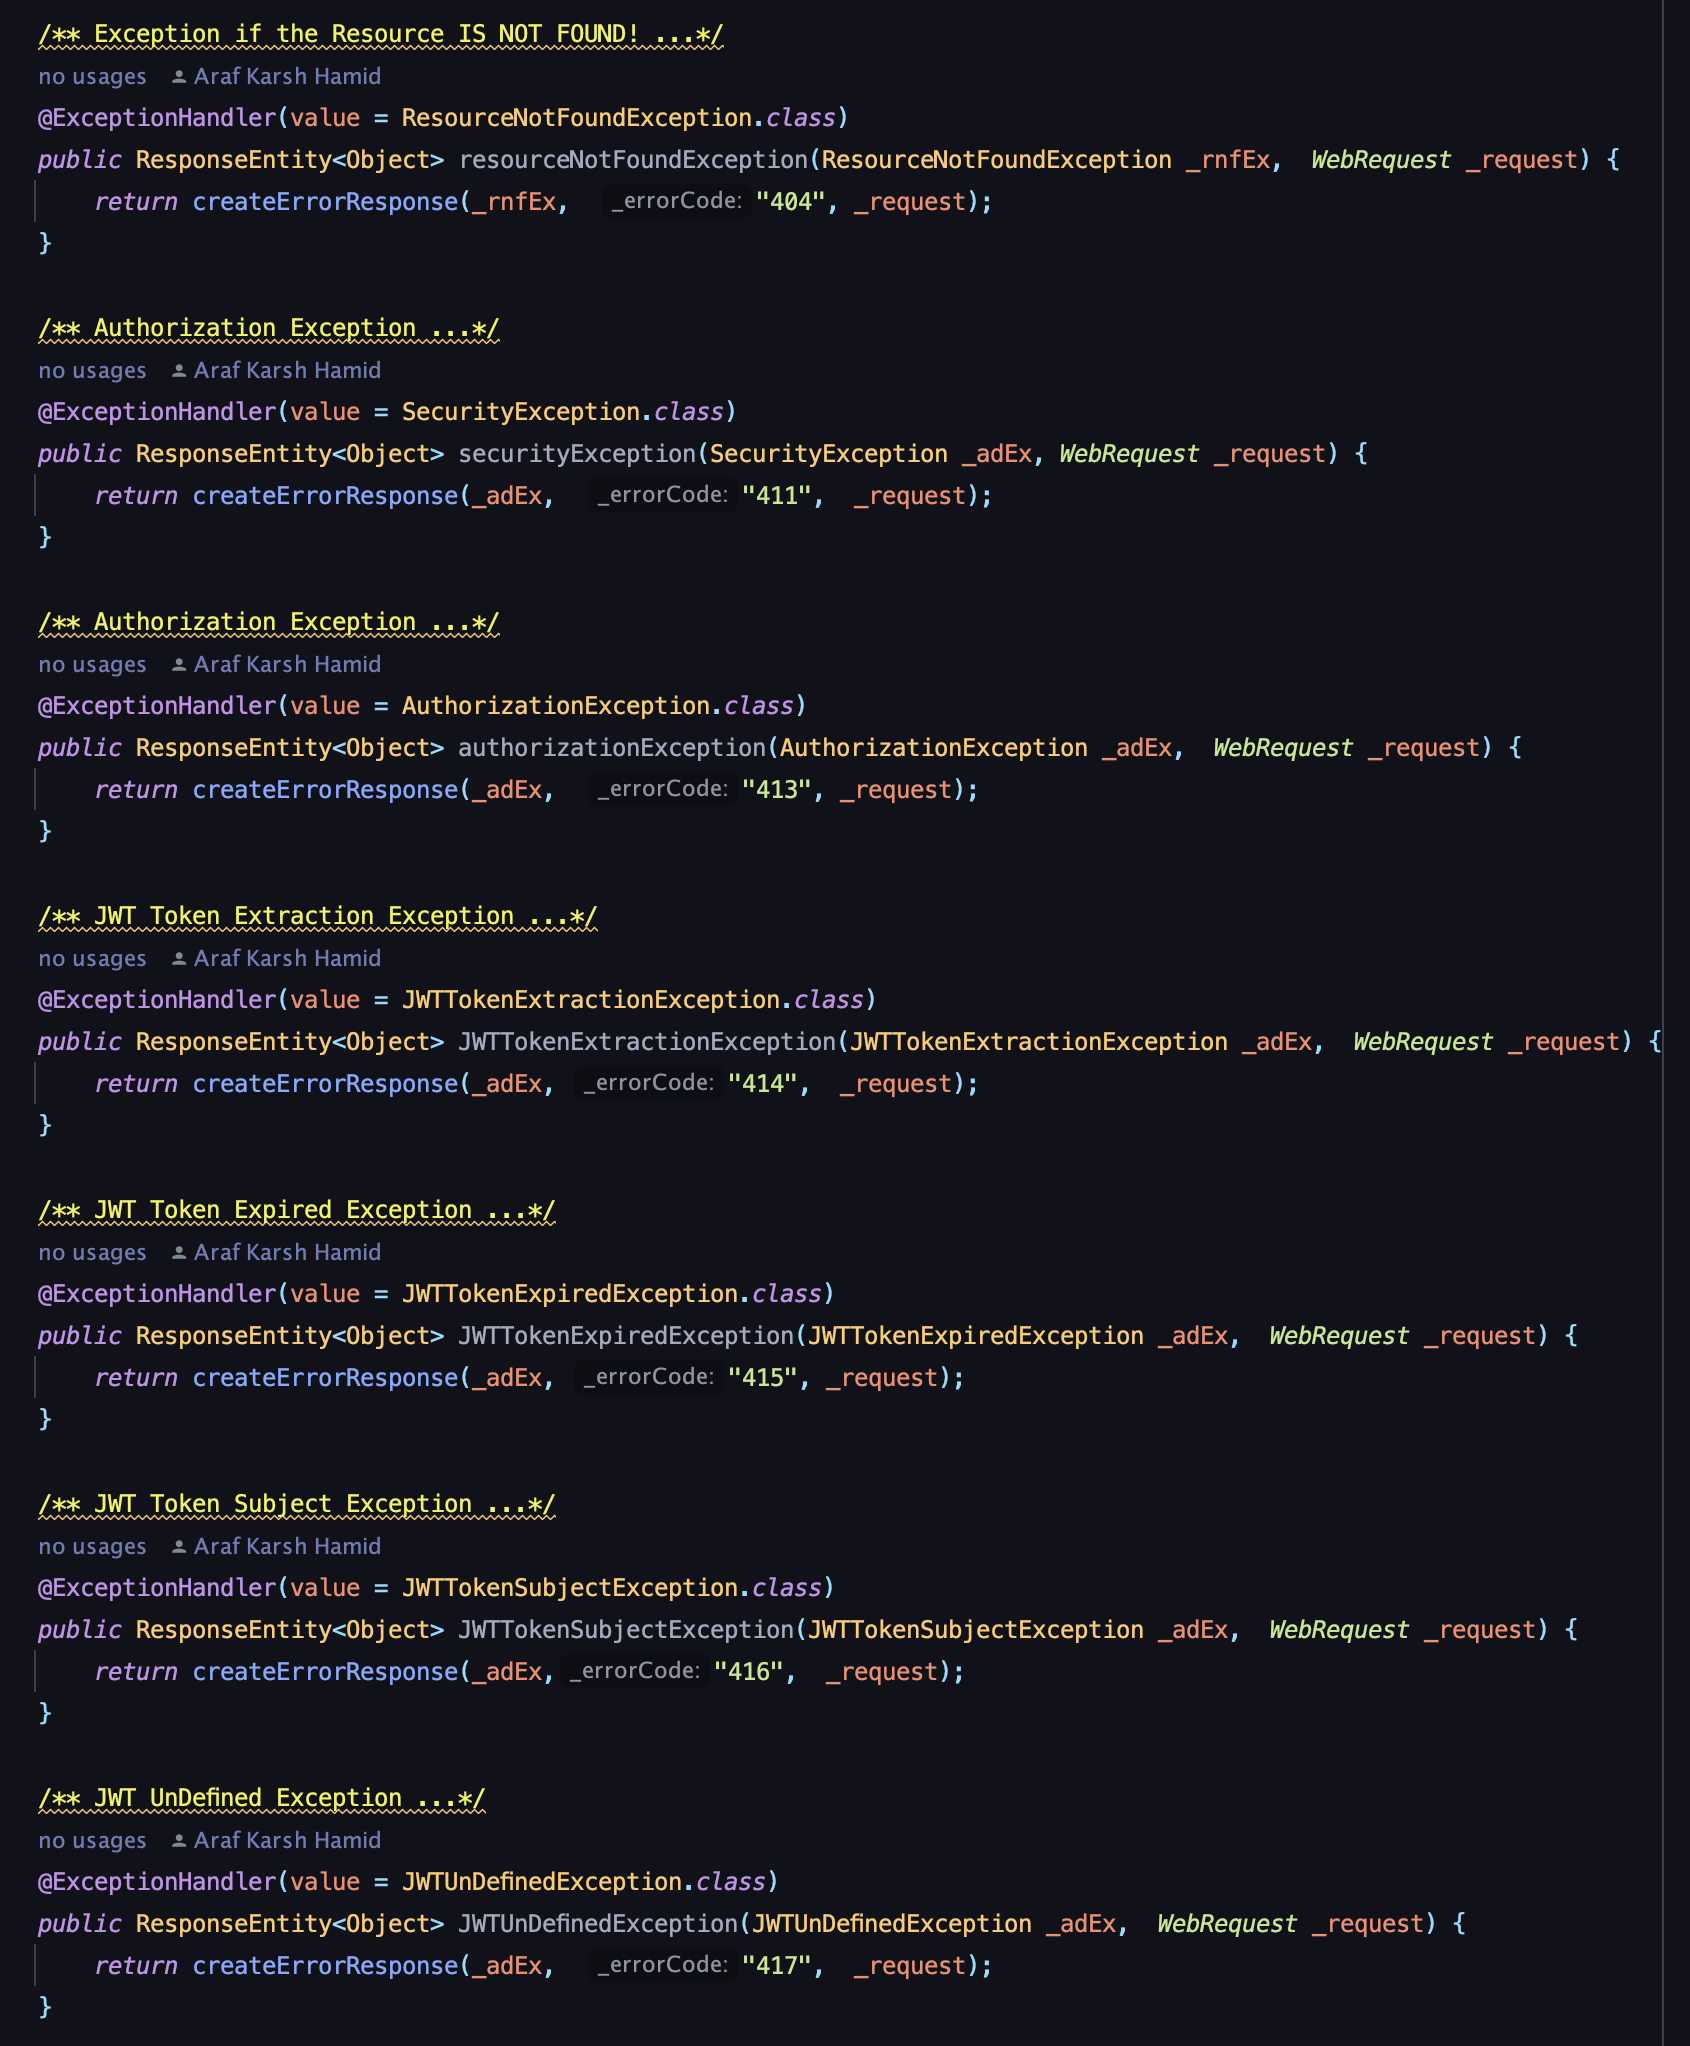 /** Exception if the Resource IS NOT FOUND! ...*/
no usages Araf Karsh Hamid
@ExceptionHandler(value = ResourceNotFoundException.class)
public ResponseEntity<Object> resourceNotFoundException(ResourceNotFoundException _rnfEx, WebRequest _request) {
return createErrorResponse(_rnfEx, _errorCode: "404", _request);
}
/** Authorization Exception ...*/
no usages Araf Karsh Hamid
@ExceptionHandler(value = SecurityException.class)
public ResponseEntity<Object> securityException(SecurityException _adEx, WebRequest _request) {
return createErrorResponse(_adEx, _errorCode: "411", _request);
}
/** Authorization Exception ...*/
no usages Araf Karsh Hamid
@ExceptionHandler(value = AuthorizationException.class)
public ResponseEntity<Object> authorizationException(AuthorizationException _adEx, WebRequest _request) {
return createErrorResponse(_adEx, _errorCode: "413", _request);
}
/** JWT Token Extraction Exception ...*/
no usages Araf Karsh Hamid
@ExceptionHandler(value = JWTTokenExtractionException.class)
public ResponseEntity<Object> JWTTokenExtractionException(JWTTokenExtractionException _adEx, WebRequest _request) {
return createErrorResponse(_adEx, _errorCode: "414", _request);
}
/** JWT Token Expired Exception ...*/
no usages Araf Karsh Hamid
@ExceptionHandler(value = JWTTokenExpiredException.class)
public ResponseEntity<Object> JWTTokenExpiredException(JWTTokenExpiredException _adEx, WebRequest _request) {
return createErrorResponse(_adEx, _errorCode: "415", _request);
}
/** JWT Token Subject Exception ...*/
no usages Araf Karsh Hamid
@ExceptionHandler(value = JWTTokenSubjectException.class)
public ResponseEntity<Object> JWTTokenSubjectException(JWTTokenSubjectException _adEx, WebRequest _request) {
return createErrorResponse(_adEx, _errorCode: "416", _request);
}
/** JWT UnDefined Exception ...*/
no usages Araf Karsh Hamid
@ExceptionHandler(value = JWTUnDefinedException.class)
public ResponseEntity<Object> JWTUnDefinedException(JWTUnDefinedException _adEx, WebRequest _request) {
return createErrorResponse(_adEx, _errorCode: "417", _request);
}